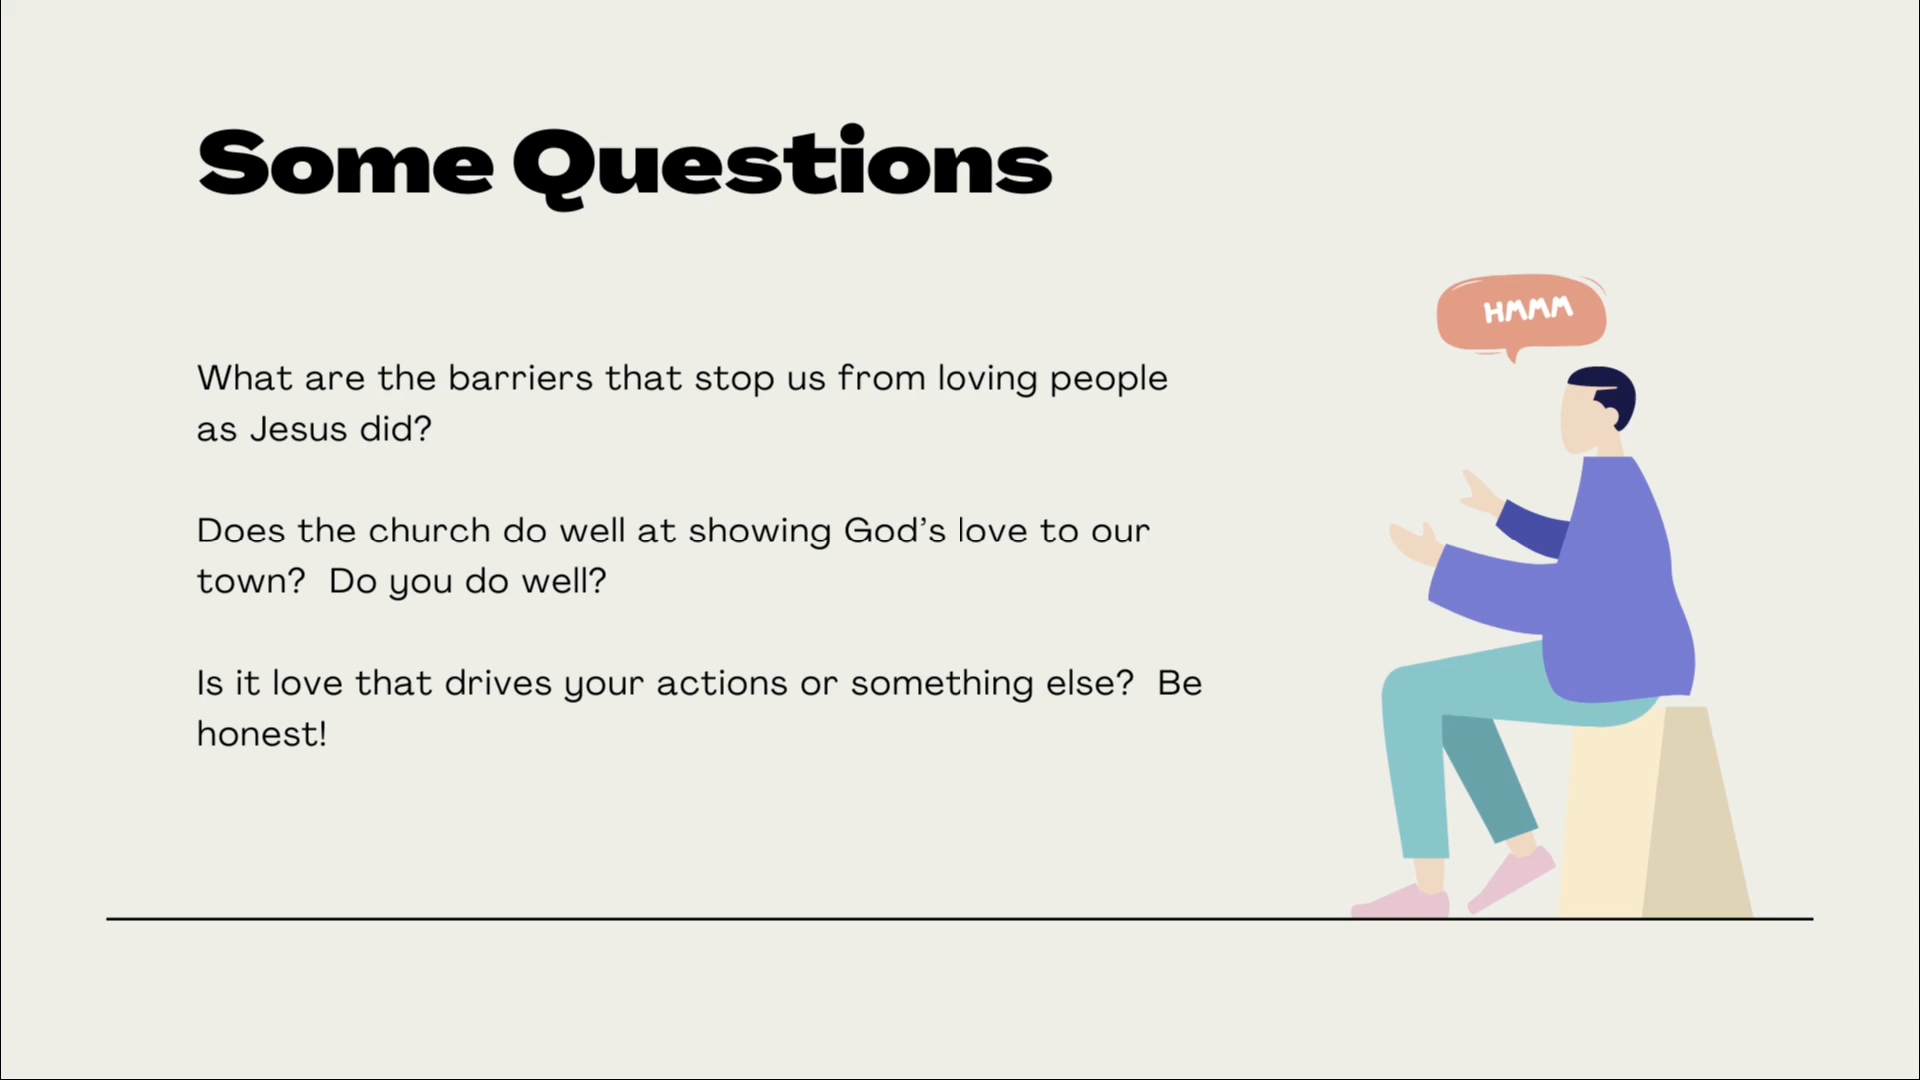 Some Questions
HMMM
What are the barriers that stop us from loving people
as Jesus did?
Does the church do well at showing God’s love to our
town?  Do you do well?
Is it love that drives your actions or something else?  Be
honest!